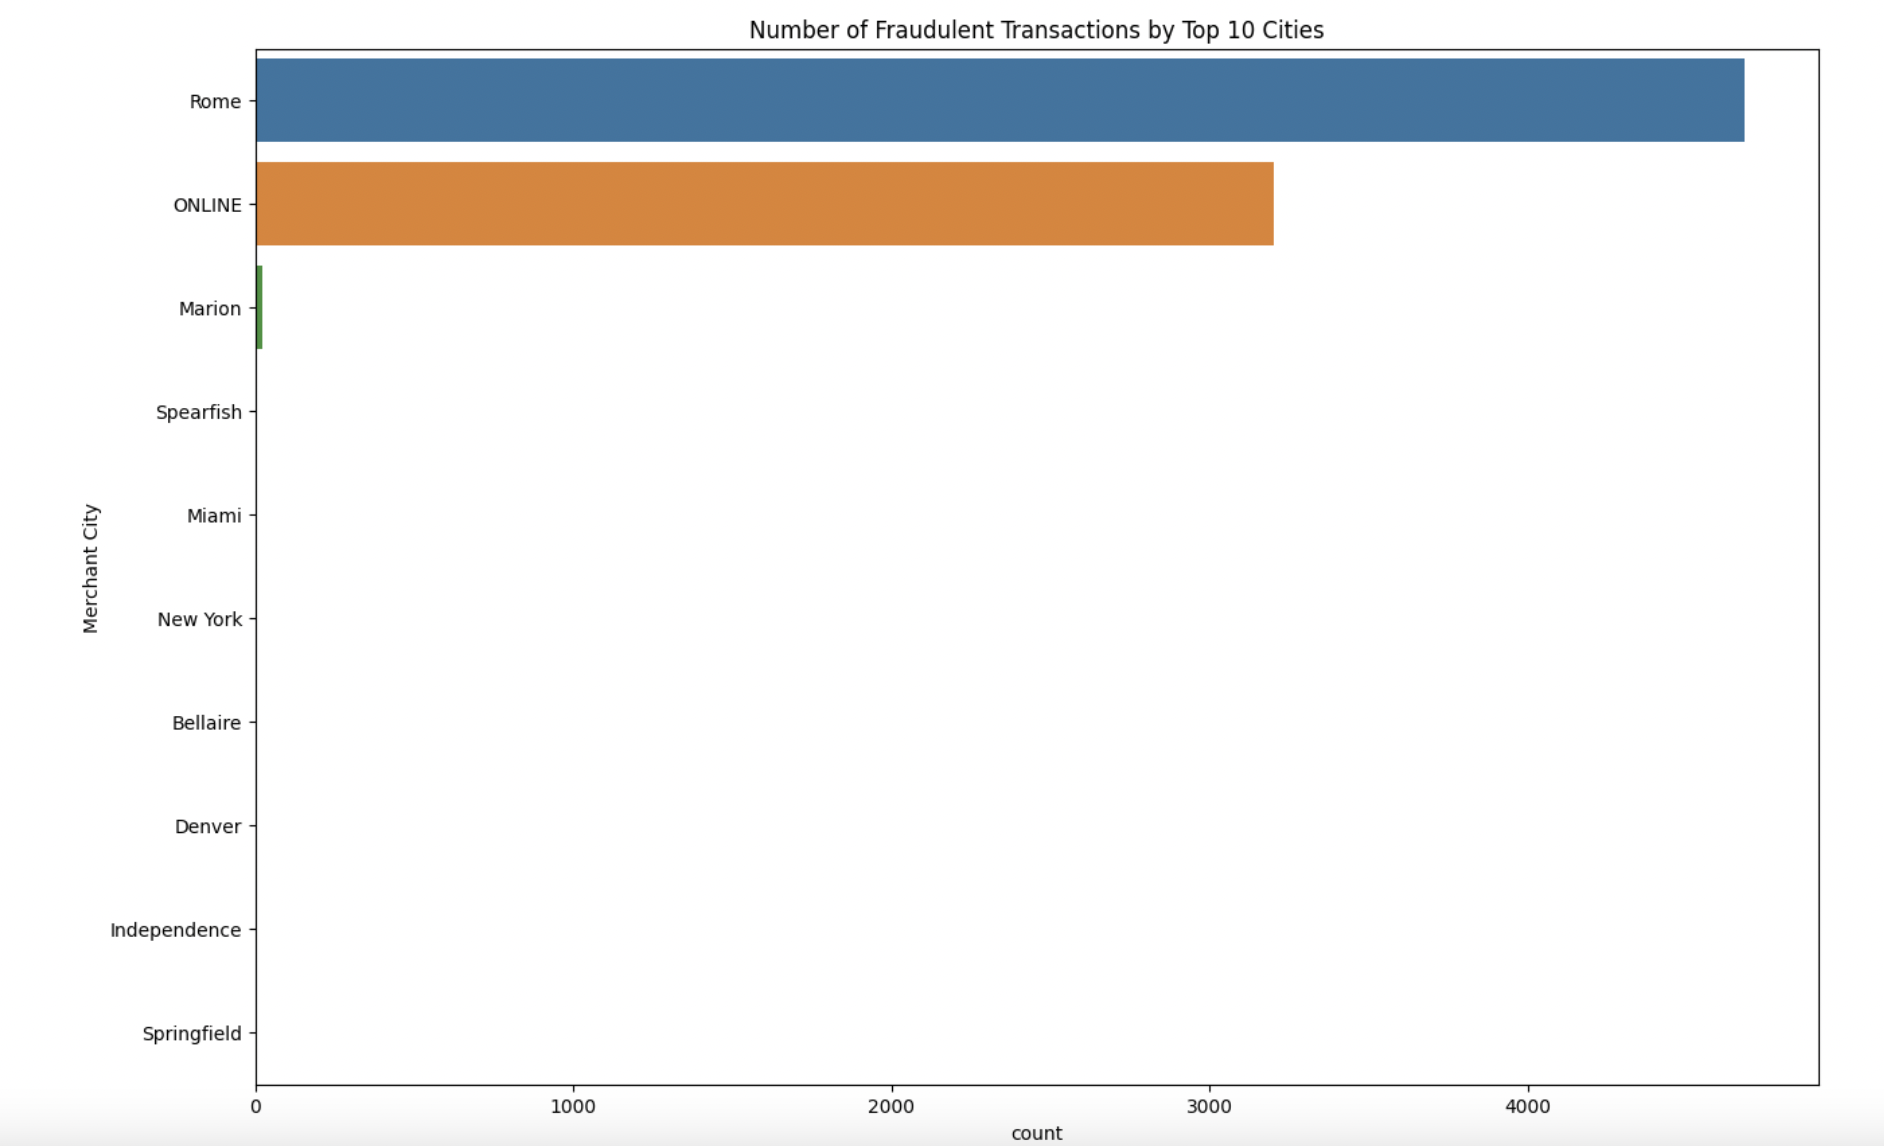 Number of Fraudulent Transactions by Top 10 Cities
Merchant City
Rome
ONLINE
Marion
Spearfish
Miami
New York
Bellaire
Denver
Independence
Springfield
0 1000 2000 3000 4000
count